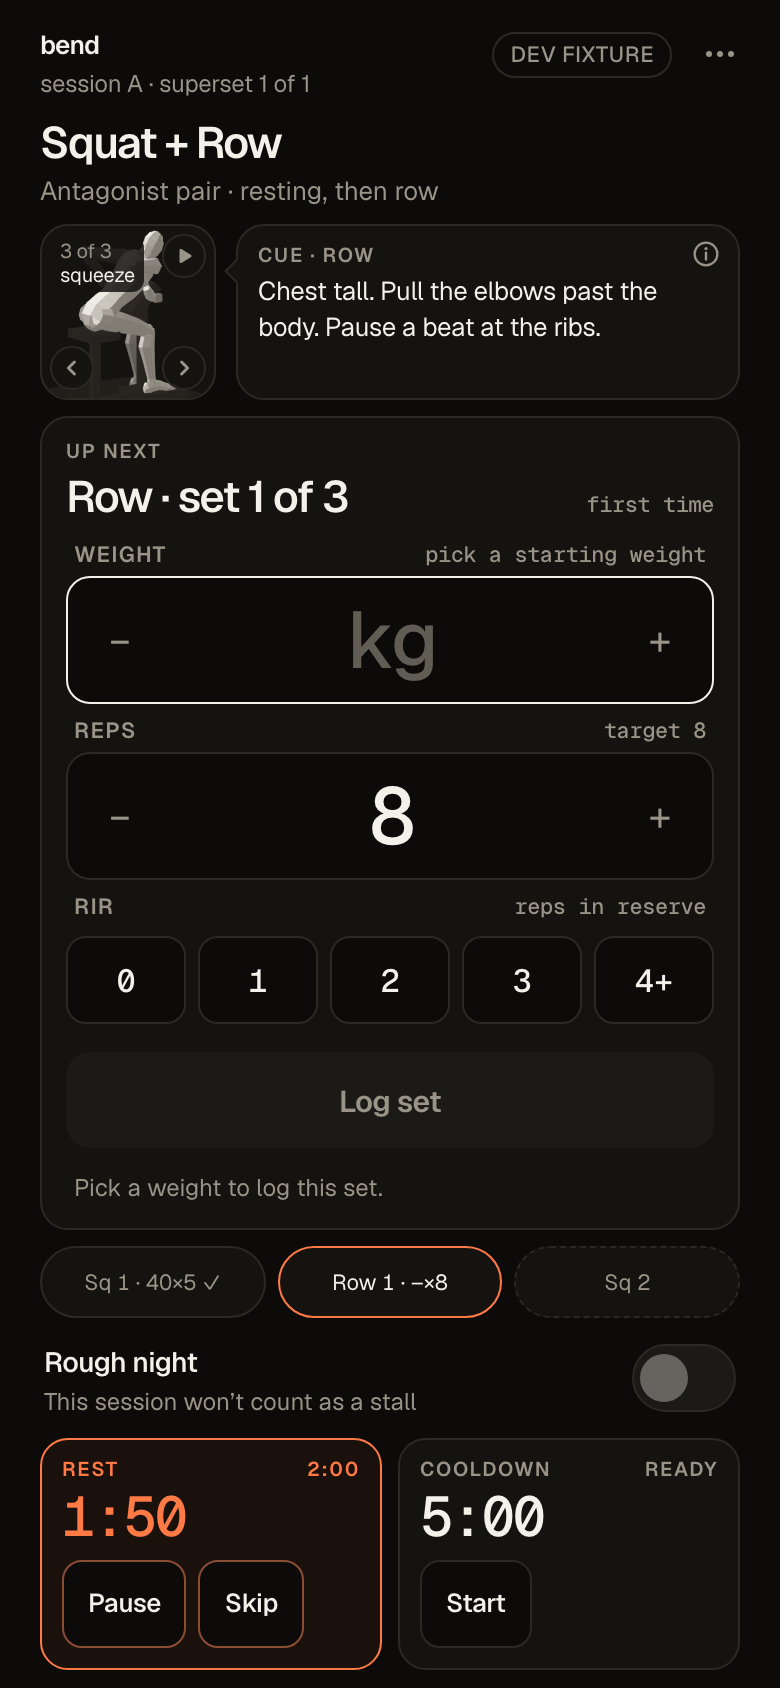 bend
DEV FIXTURE
session A · superset 1 of 1
Squat + Row
Antagonist pair · resting, then row
3 of 3
squeeze
CUE · ROW
Chest tall. Pull the elbows past the
body. Pause a beat at the ribs.
UP NEXT
Row · set 1 of 3
first time
WEIGHT
pick a starting weight
− kg +
REPS
target 8
− 8 +
RIR
reps in reserve
0 1 2 3 4+
Log set
Pick a weight to log this set.
Sq 1 · 40×5 ✓
Row 1 · –×8
Sq 2
Rough night
This session won’t count as a stall
REST 2:00
1:50
Pause Skip
COOLDOWN READY
5:00
Start